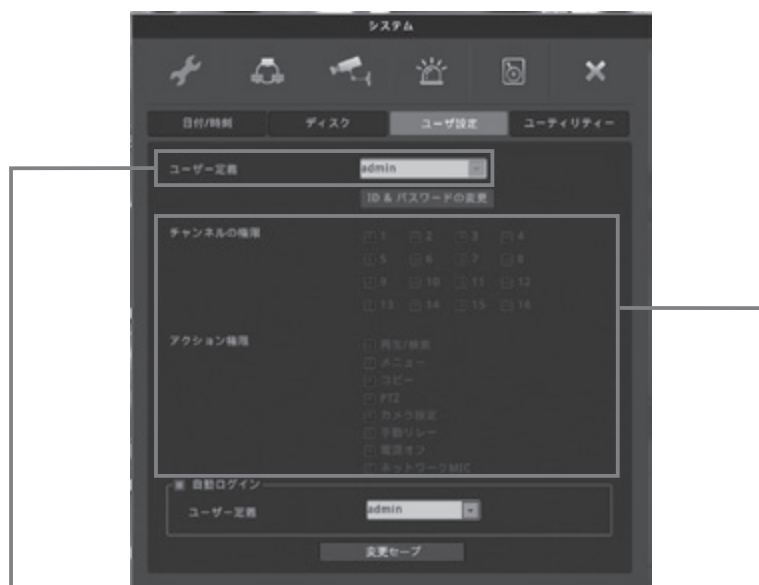 システム
日付/時刻 ディスク ユーザ設定 ユーティリティー
ユーザー定義 admin
ID & パスワードの変更
チャンネルの権限 1 2 3 4
5 6 7 8
9 10 11 12
13 14 15 16
アクション権限 再生/検索
メニュー
コピー
PTZ
カメラ設定
手動リレー
電源オフ
ネットワークMIC
自動ログイン
ユーザー定義 admin
変更セーブ